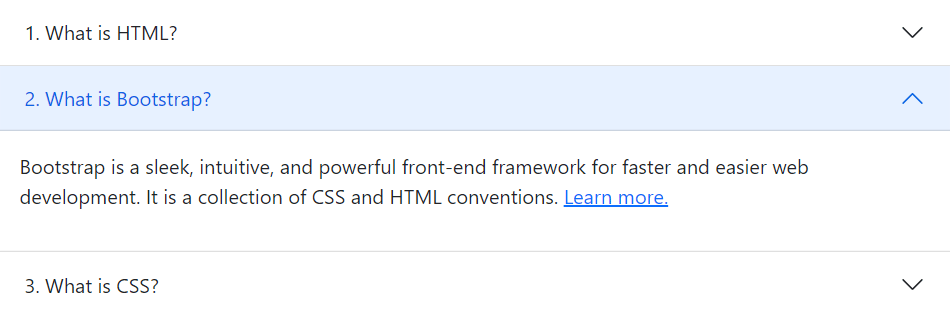 1. What is HTML?
2. What is Bootstrap?
Bootstrap is a sleek, intuitive, and powerful front-end framework for faster and easier web
development. It is a collection of CSS and HTML conventions. Learn more.
3. What is CSS?